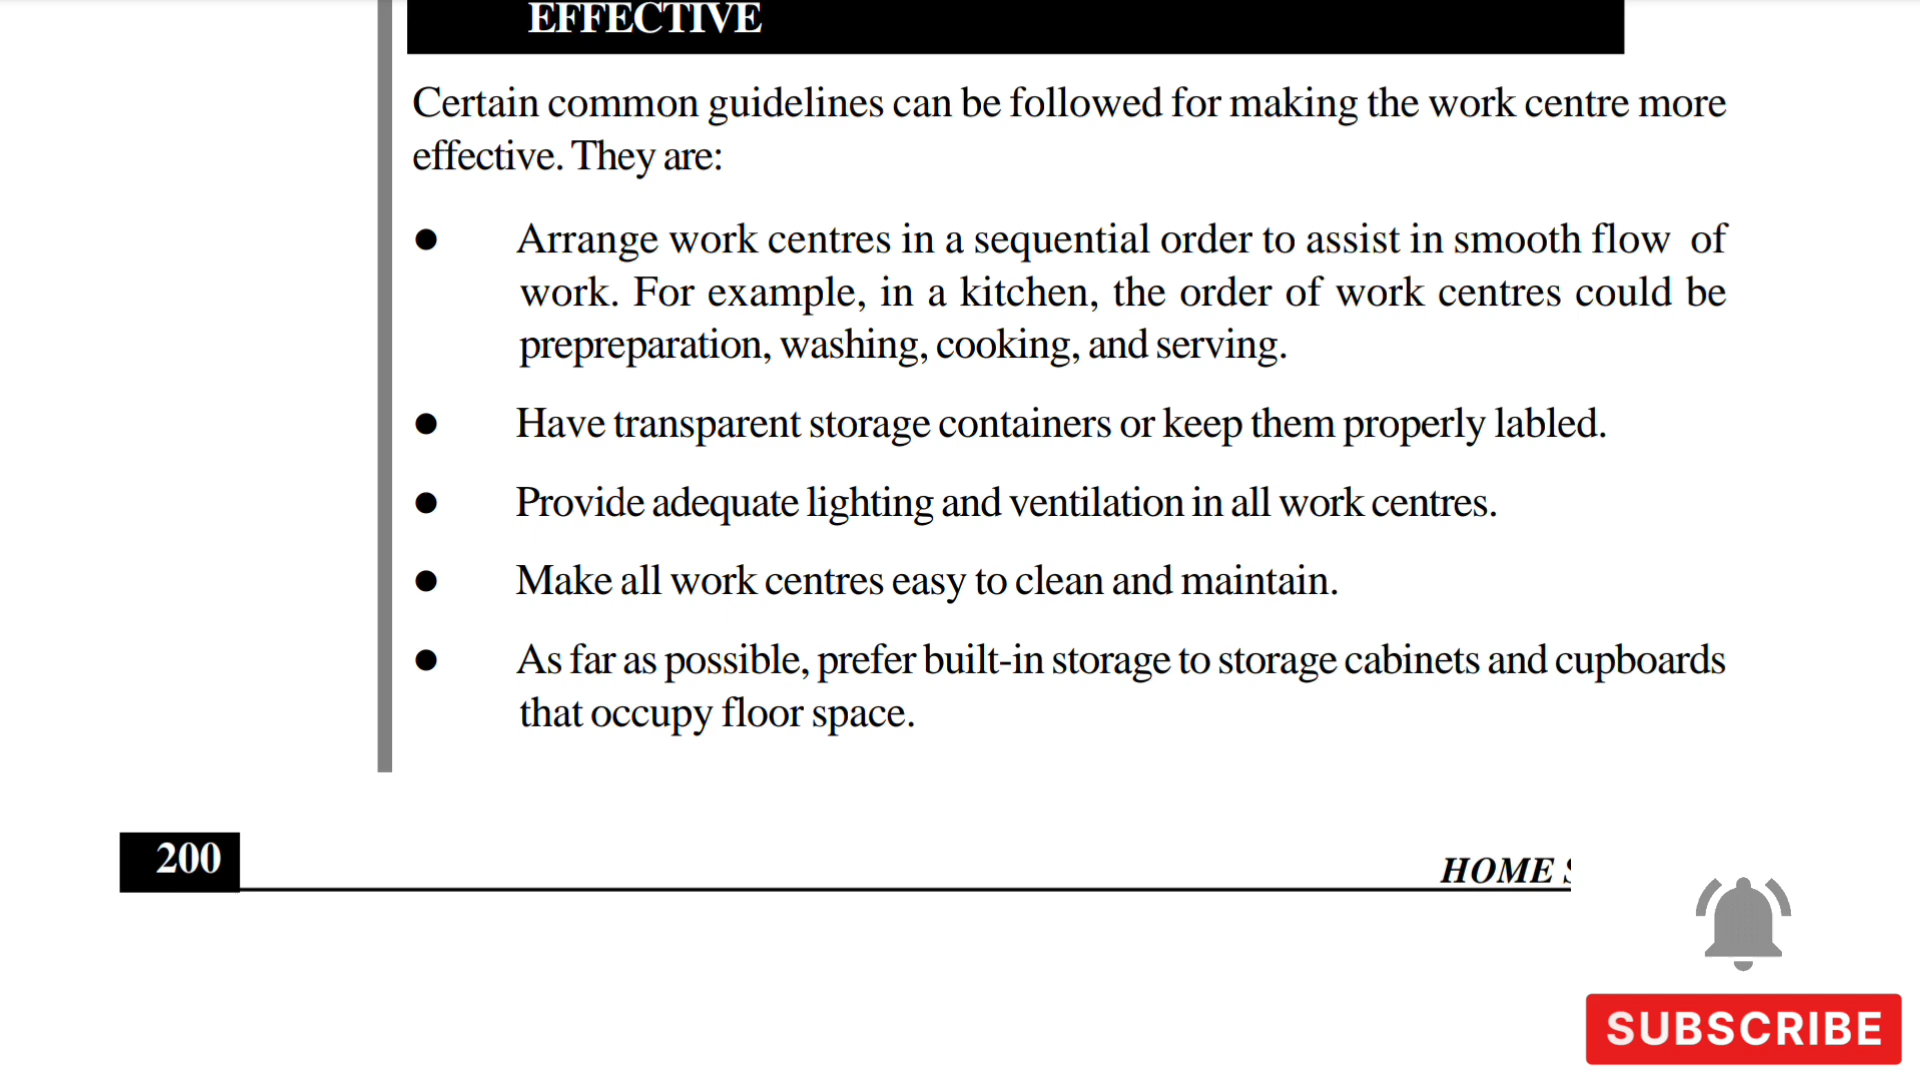 EFFECTIVE
Certain common guidelines can be followed for making the work centre more
effective. They are:
● Arrange work centres in a sequential order to assist in smooth flow of
work. For example, in a kitchen, the order of work centres could be
prepreparation, washing, cooking, and serving.
● Have transparent storage containers or keep them properly labled.
● Provide adequate lighting and ventilation in all work centres.
● Make all work centres easy to clean and maintain.
● As far as possible, prefer built-in storage to storage cabinets and cupboards
that occupy floor space.
200
HOME
SUBSCRIBE